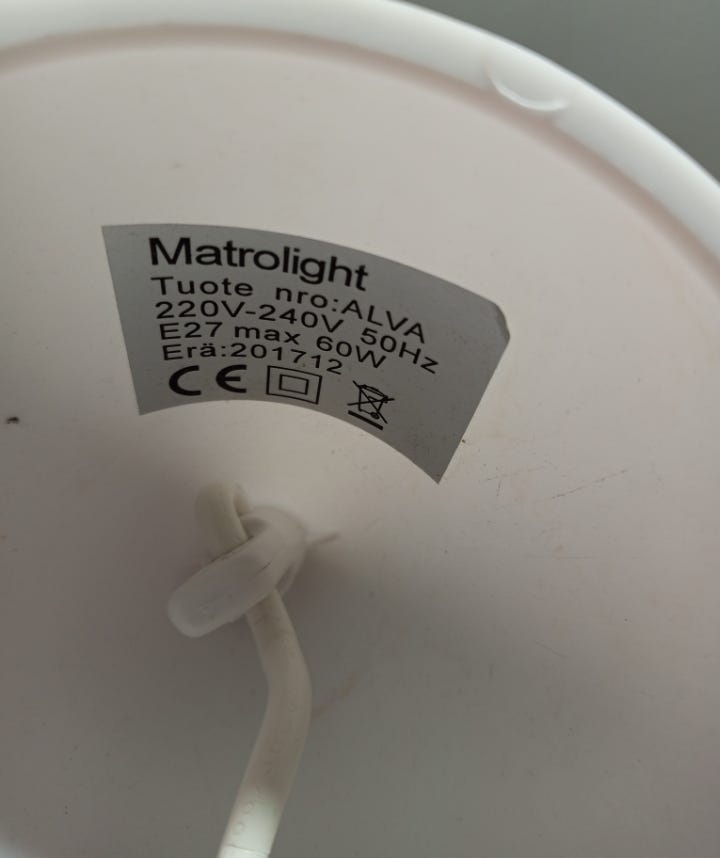 Matrolight
Tuote nro:ALVA
220V-240V 50Hz
E27 max 60W
Erä:201712
CE